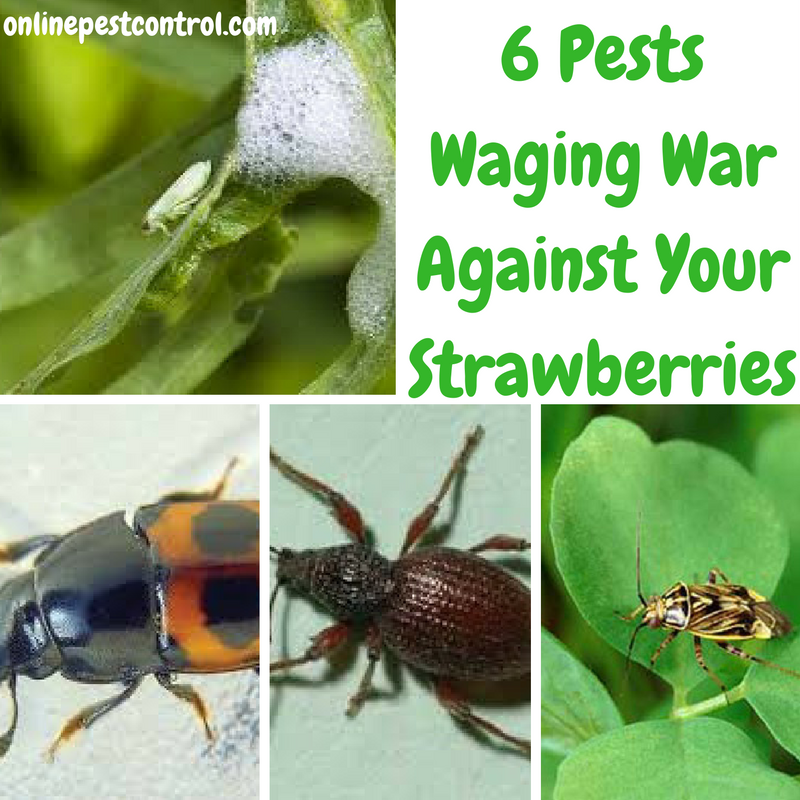 onlinepestcontrol.com
6 Pests
Waging War
Against Your
Strawberries